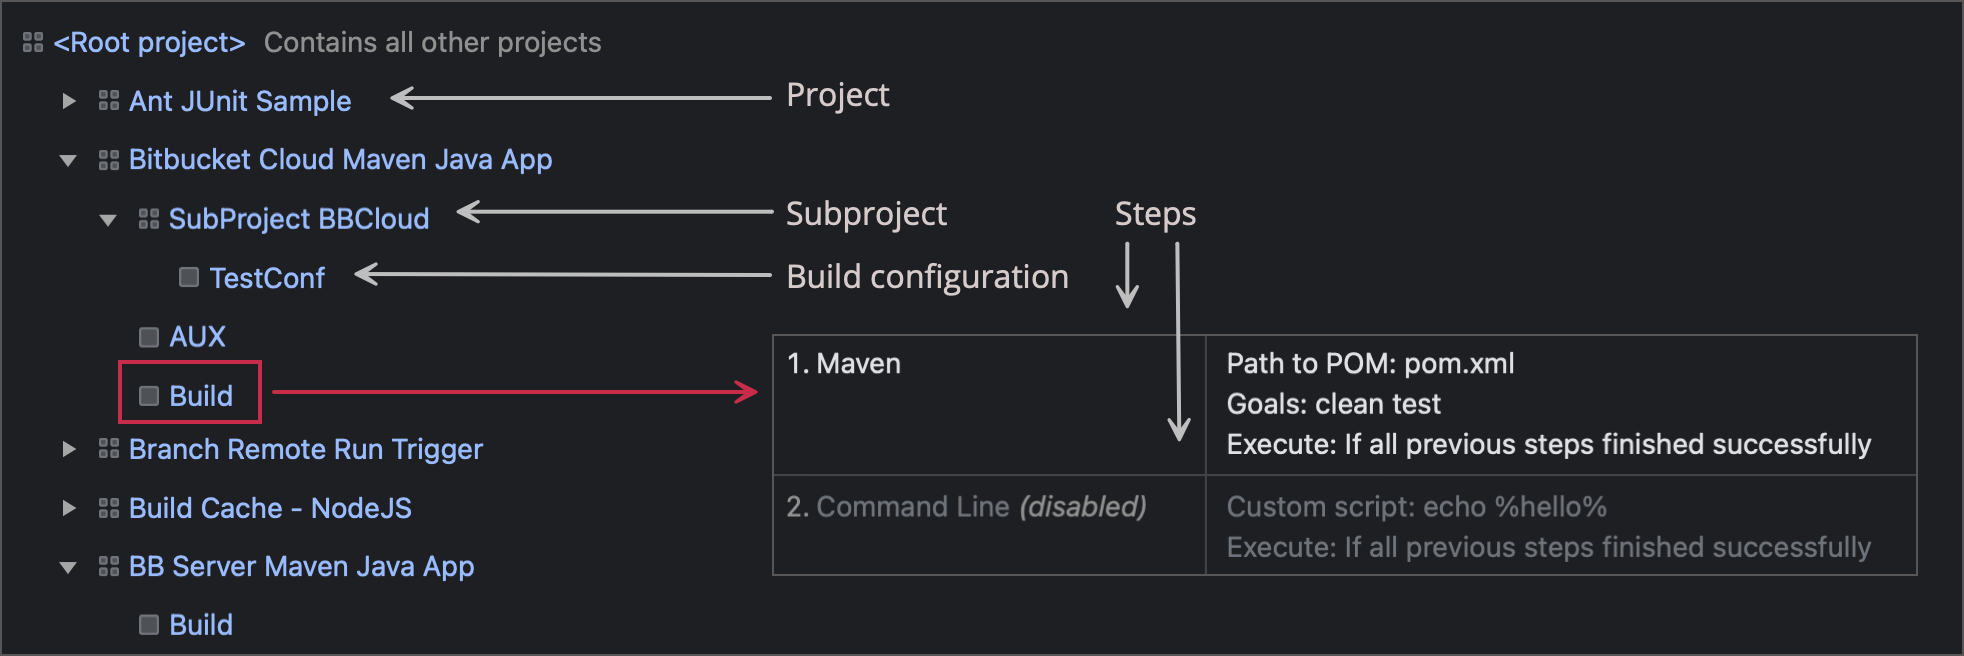 <Root project> Contains all other projects
Ant JUnit Sample
Project
Bitbucket Cloud Maven Java App
SubProject BBCloud
Subproject
Steps
TestConf
Build configuration
AUX
Build
1. Maven
Path to POM: pom.xml
Goals: clean test
Execute: If all previous steps finished successfully
2. Command Line (disabled)
Custom script: echo %hello%
Execute: If all previous steps finished successfully
Branch Remote Run Trigger
Build Cache - NodeJS
BB Server Maven Java App
Build